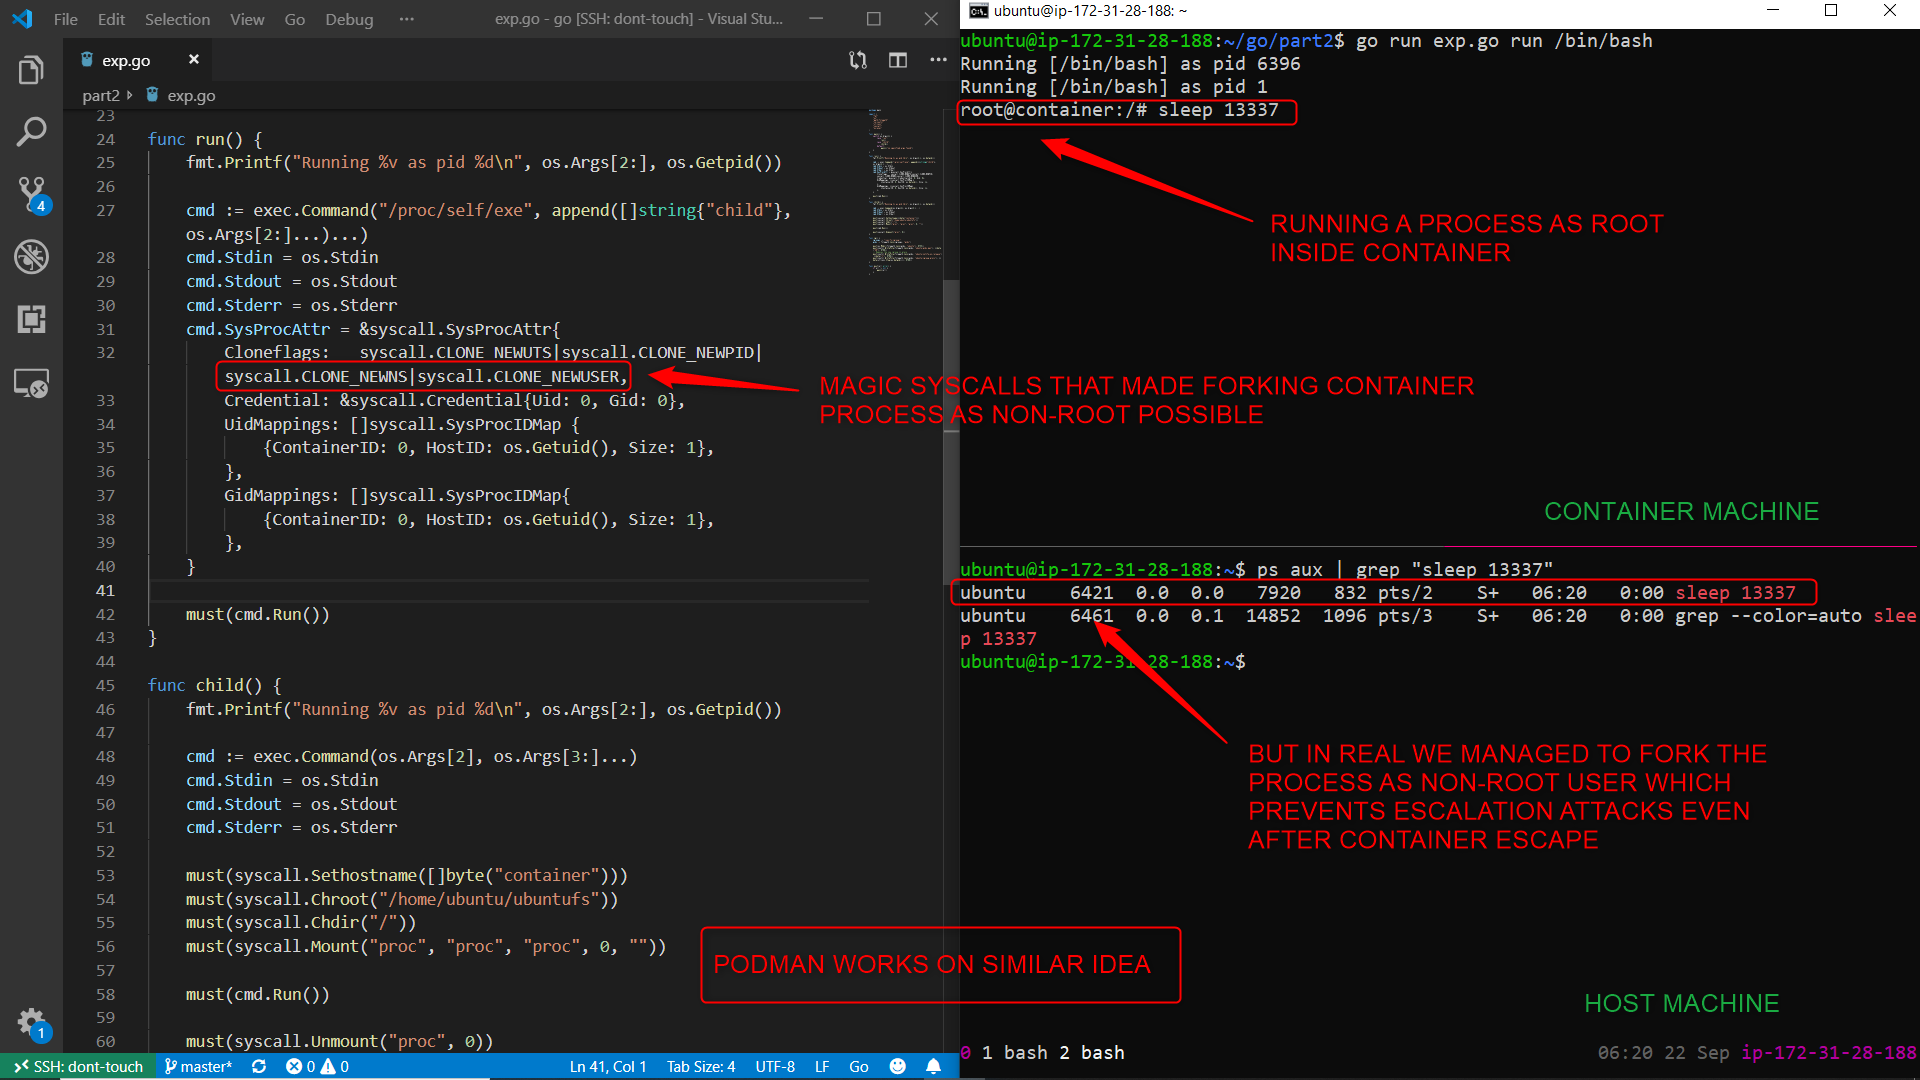 File Edit Selection View Go Debug ··· exp.go - go [SSH: dont-touch] - Visual Stu...
exp.go
part2 exp.go
23
24 func run() {
25 fmt.Printf("Running %v as pid %d\n", os.Args[2:], os.Getpid())
26
27 cmd := exec.Command("/proc/self/exe", append([]string{"child"},
os.Args[2:]...)...)
28 cmd.Stdin = os.Stdin
29 cmd.Stdout = os.Stdout
30 cmd.Stderr = os.Stderr
31 cmd.SysProcAttr = &syscall.SysProcAttr{
32 Cloneflags: syscall.CLONE_NEWUTS|syscall.CLONE_NEWPID|
syscall.CLONE_NEWNS|syscall.CLONE_NEWUSER,
33 Credential: &syscall.Credential{Uid: 0, Gid: 0},
34 UidMappings: []syscall.SysProcIDMap {
35 {ContainerID: 0, HostID: os.Getuid(), Size: 1},
36 },
37 GidMappings: []syscall.SysProcIDMap{
38 {ContainerID: 0, HostID: os.Getuid(), Size: 1},
39 },
40 }
41
42 must(cmd.Run())
43 }
44
45 func child() {
46 fmt.Printf("Running %v as pid %d\n", os.Args[2:], os.Getpid())
47
48 cmd := exec.Command(os.Args[2], os.Args[3:]...)
49 cmd.Stdin = os.Stdin
50 cmd.Stdout = os.Stdout
51 cmd.Stderr = os.Stderr
52
53 must(syscall.Sethostname([]byte("container")))
54 must(syscall.Chroot("/home/ubuntu/ubuntufs"))
55 must(syscall.Chdir("/"))
56 must(syscall.Mount("proc", "proc", "proc", 0, ""))
57
58 must(cmd.Run())
59
60 must(syscall.Unmount("proc", 0))
4
1
SSH: dont-touch master* 0 0 Ln 41, Col 1 Tab Size: 4 UTF-8 LF Go
MAGIC SYSCALLS THAT MADE FORKING CONTAINER
PROCESS AS NON-ROOT POSSIBLE
PODMAN WORKS ON SIMILAR IDEA
ubuntu@ip-172-31-28-188: ~
ubuntu@ip-172-31-28-188:~/go/part2$ go run exp.go run /bin/bash
Running [/bin/bash] as pid 6396
Running [/bin/bash] as pid 1
root@container:/# sleep 13337
RUNNING A PROCESS AS ROOT
INSIDE CONTAINER
CONTAINER MACHINE
ubuntu@ip-172-31-28-188:~$ ps aux | grep "sleep 13337"
ubuntu 6421 0.0 0.0 7920 832 pts/2 S+ 06:20 0:00 sleep 13337
ubuntu 6461 0.0 0.1 14852 1096 pts/3 S+ 06:20 0:00 grep --color=auto slee
p 13337
ubuntu@ip-172-31-28-188:~$
BUT IN REAL WE MANAGED TO FORK THE
PROCESS AS NON-ROOT USER WHICH
PREVENTS ESCALATION ATTACKS EVEN
AFTER CONTAINER ESCAPE
HOST MACHINE
0 1 bash 2 bash 06:20 22 Sep ip-172-31-28-188